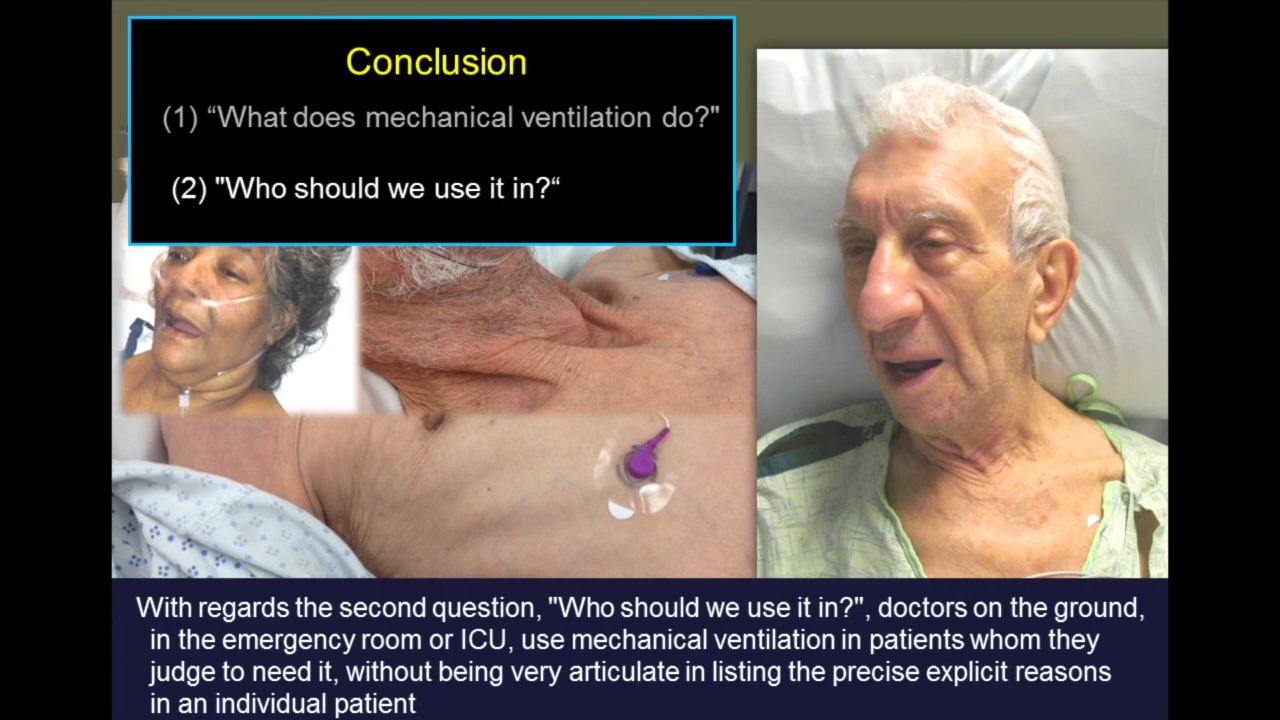 Conclusion
(1) “What does mechanical ventilation do?"
(2) "Who should we use it in?“
With regards the second question, "Who should we use it in?", doctors on the ground,
in the emergency room or ICU, use mechanical ventilation in patients whom they
judge to need it, without being very articulate in listing the precise explicit reasons
in an individual patient